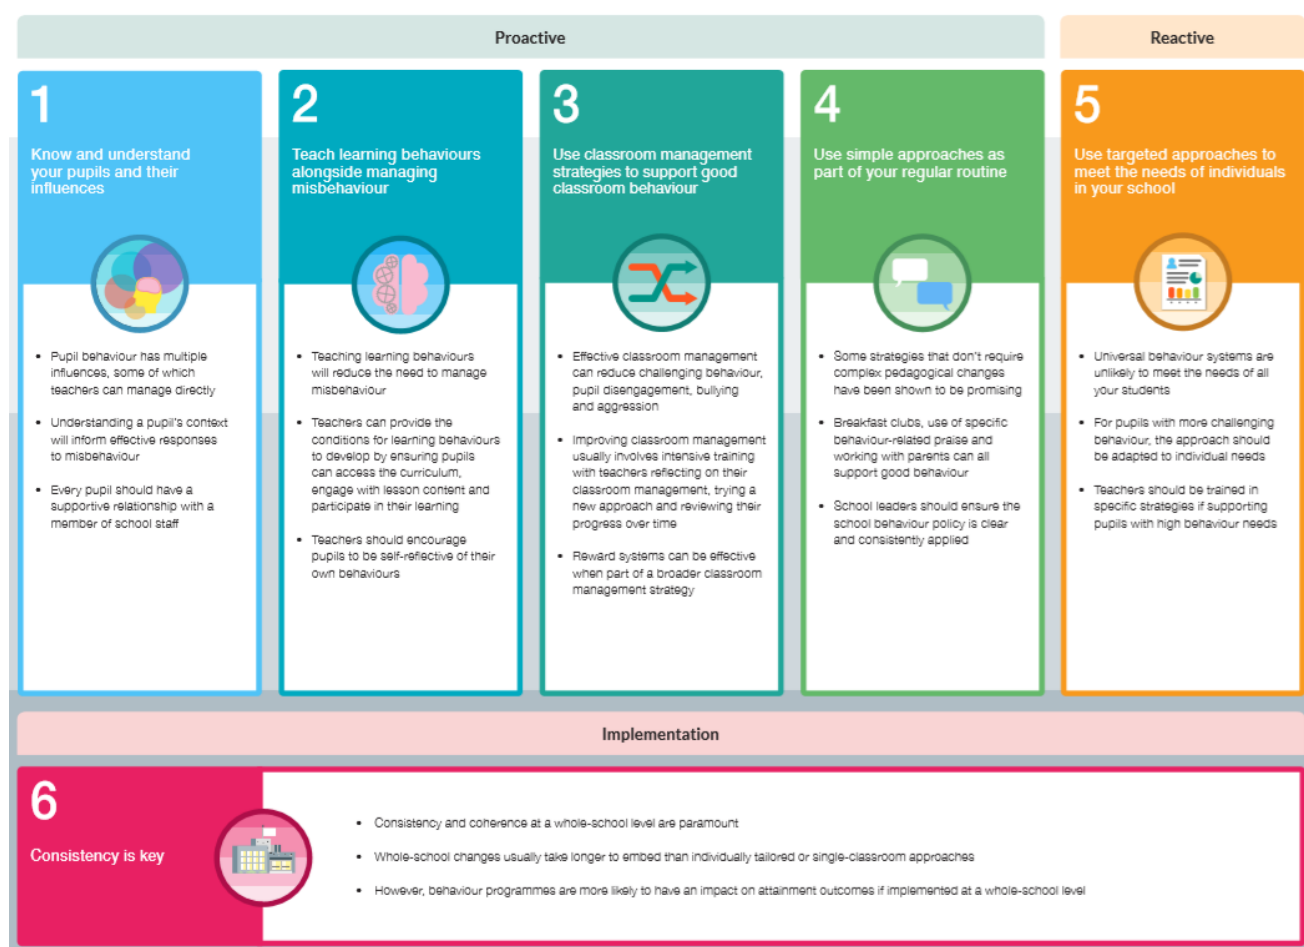 Proactive
Reactive
1
Know and understand
your pupils and their
influences
• Pupil behaviour has multiple
influences, some of which
teachers can manage directly
• Understanding a pupil's context
will inform effective responses
to misbehaviour
• Every pupil should have a
supportive relationship with a
member of school staff
2
Teach learning behaviours
alongside managing
misbehaviour
• Teaching learning behaviours
will reduce the need to manage
misbehaviour
• Teachers can provide the
conditions for learning behaviours
to develop by ensuring pupils
can access the curriculum,
engage with lesson content and
participate in their learning
• Teachers should encourage
pupils to be self-reflective of their
own behaviours
3
Use classroom management
strategies to support good
classroom behaviour
• Effective classroom management
can reduce challenging behaviour,
pupil disengagement, bullying
and aggression
• Improving classroom management
usually involves intensive training
with teachers reflecting on their
classroom management, trying a
new approach and reviewing their
progress over time
• Reward systems can be effective
when part of a broader classroom
management strategy
4
Use simple approaches as
part of your regular routine
• Some strategies that don't require
complex pedagogical changes
have been shown to be promising
• Breakfast clubs, use of specific
behaviour-related praise and
working with parents can all
support good behaviour
• School leaders should ensure the
school behaviour policy is clear
and consistently applied
5
Use targeted approaches to
meet the needs of individuals
in your school
• Universal behaviour systems are
unlikely to meet the needs of all
your students
• For pupils with more challenging
behaviour, the approach should
be adapted to individual needs
• Teachers should be trained in
specific strategies if supporting
pupils with high behaviour needs
Implementation
6
Consistency is key
• Consistency and coherence at a whole-school level are paramount
• Whole-school changes usually take longer to embed than individually tailored or single-classroom approaches
• However, behaviour programmes are more likely to have an impact on attainment outcomes if implemented at a whole-school level